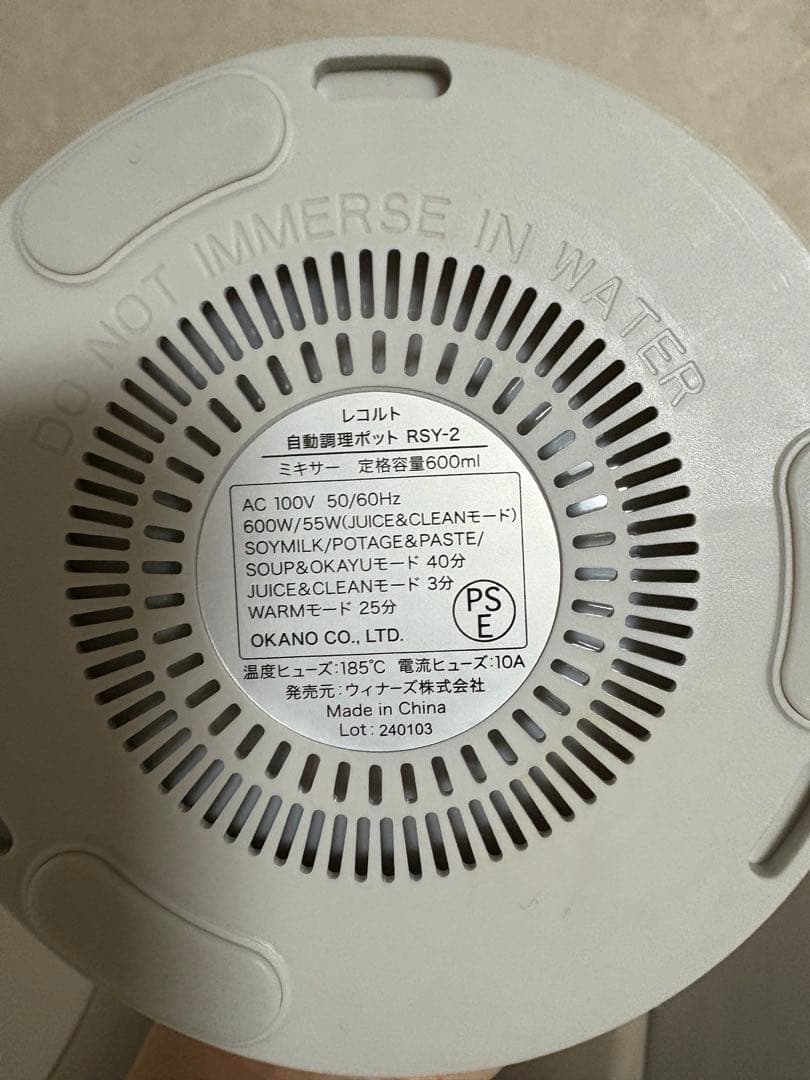 DO NOT IMMERSE IN WATER
レコルト
自動調理ポット RSY-2
ミキサー 定格容量600ml
AC 100V 50/60Hz
600W/55W(JUICE&CLEANモード)
SOYMILK/POTAGE&PASTE/
SOUP&OKAYUモード 40分
JUICE&CLEANモード 3分
WARMモード 25分
PS
E
OKANO CO., LTD.
温度ヒューズ:185℃ 電流ヒューズ:10A
発売元:ウィナーズ株式会社
Made in China
Lot: 240103